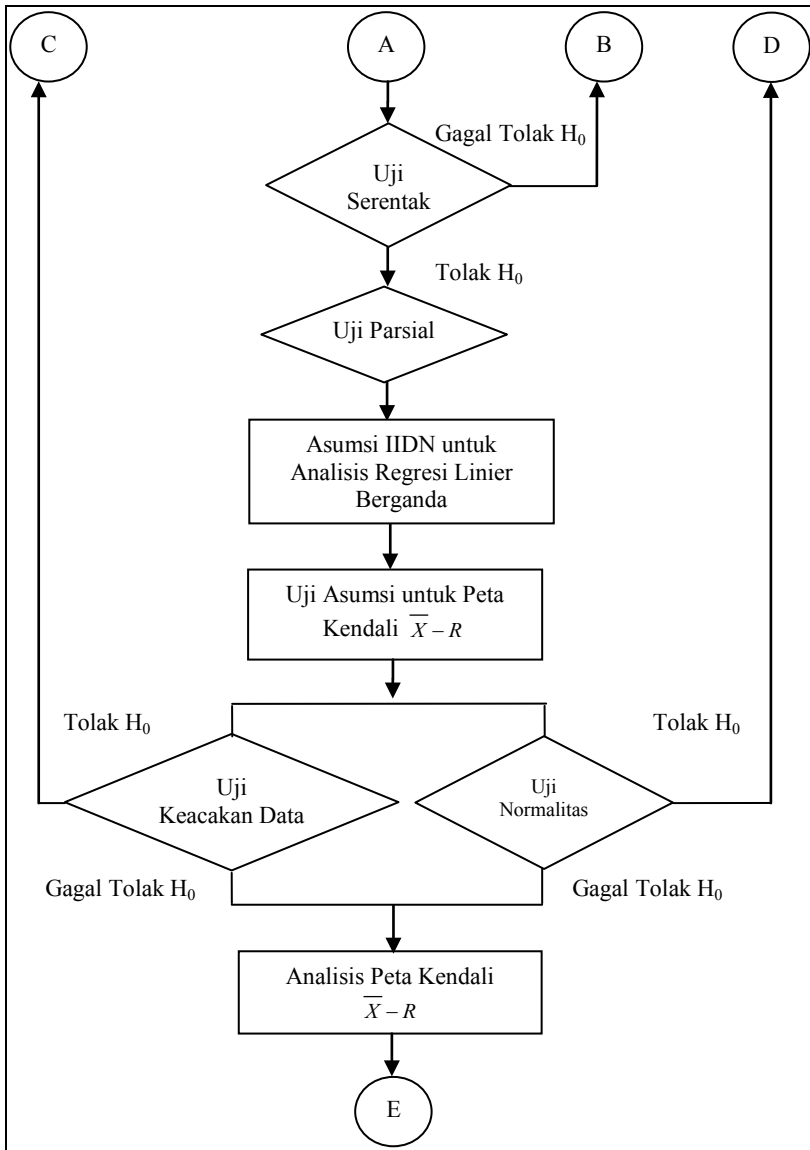 C
A
B
D
Gagal Tolak H₀
Uji
Serentak
Tolak H₀
Uji Parsial
Asumsi IIDN untuk
Analisis Regresi Linier
Berganda
Uji Asumsi untuk Peta
Kendali X̅ – R
Tolak H₀
Tolak H₀
Uji
Keacakan Data
Uji
Normalitas
Gagal Tolak H₀
Gagal Tolak H₀
Analisis Peta Kendali
X̅ – R
E